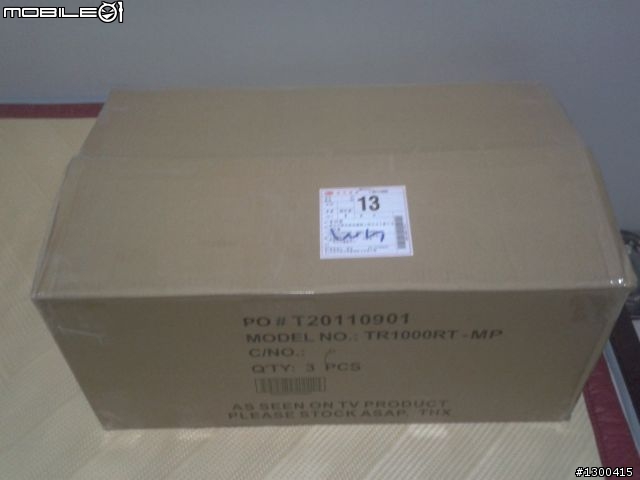 MOBILE01
13
PO # T20110901
MODEL NO.: TR1000RT-MP
C/NO.:
QTY: 3 PCS
AS SEEN ON TV PRODUCT
PLEASE STOCK ASAP, THX
#1300415